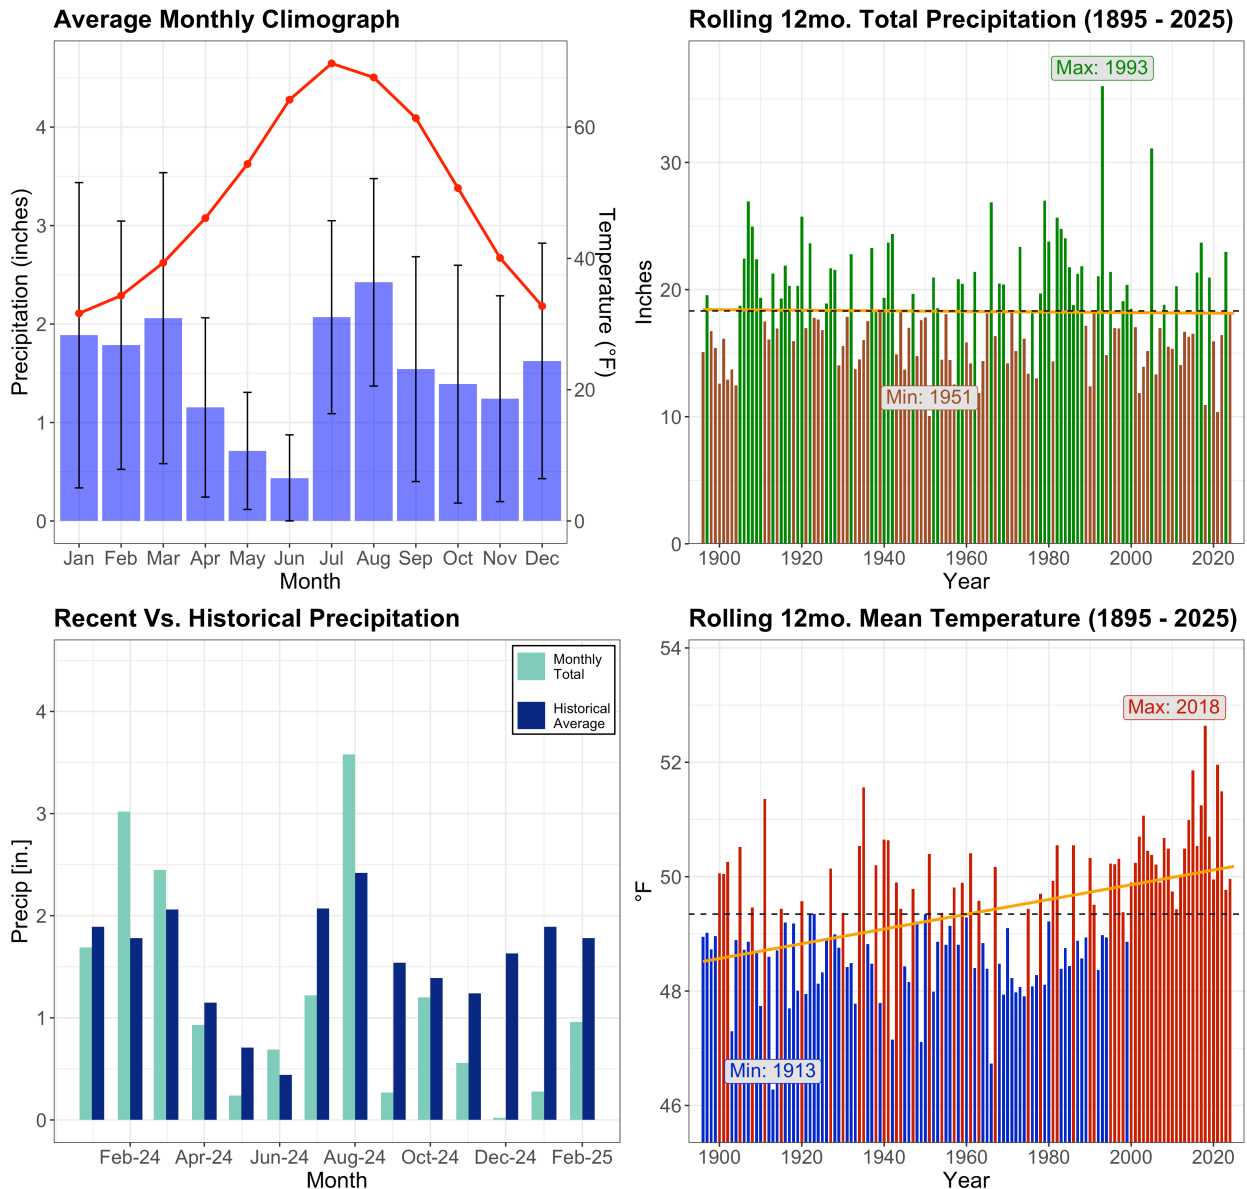 Average Monthly Climograph
Precipitation (inches)
4
3
2
1
0
60
40
20
0
Temperature (°F)
Jan Feb Mar Apr May Jun Jul Aug Sep Oct Nov Dec
Month
Rolling 12mo. Total Precipitation (1895 - 2025)
Inches
30
20
10
0
Max: 1993
Min: 1951
1900 1920 1940 1960 1980 2000 2020
Year
Recent Vs. Historical Precipitation
Precip [in.]
4
3
2
1
0
Monthly
Total
Historical
Average
Feb-24 Apr-24 Jun-24 Aug-24 Oct-24 Dec-24 Feb-25
Month
Rolling 12mo. Mean Temperature (1895 - 2025)
°F
54
52
50
48
46
Max: 2018
Min: 1913
1900 1920 1940 1960 1980 2000 2020
Year